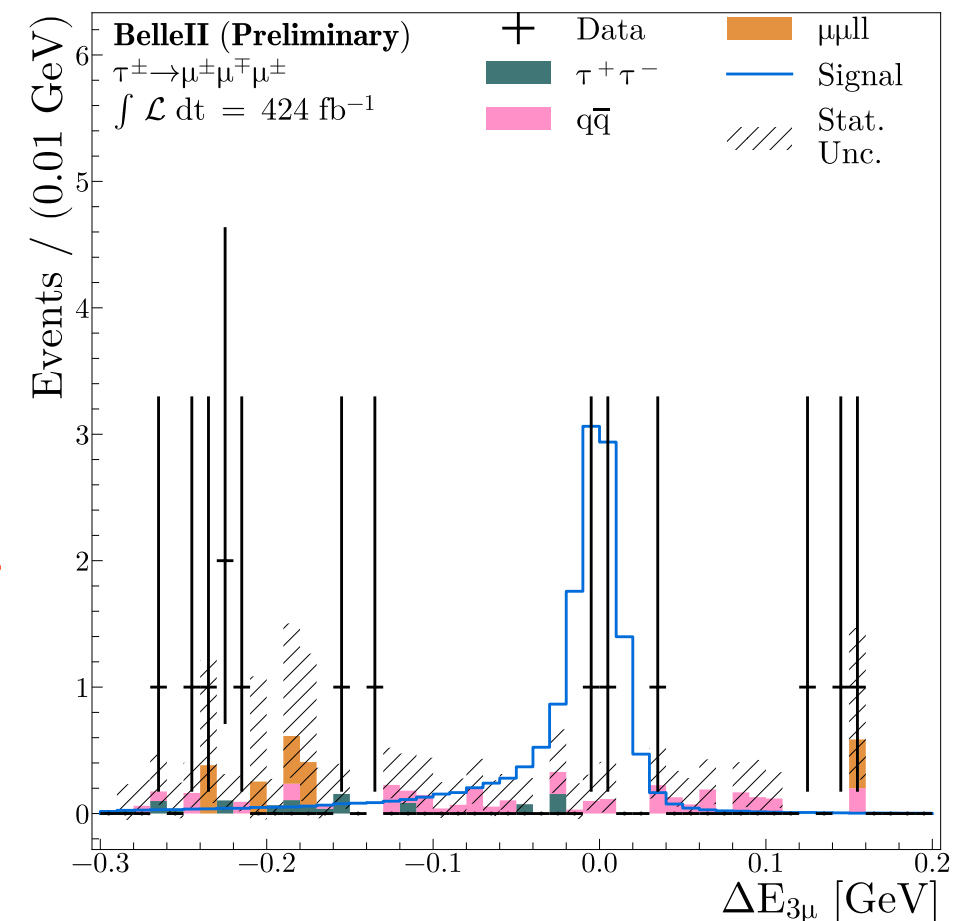 BelleII (Preliminary)
τ±→μ±μ∓μ±
∫ ℒ dt = 424 fb⁻¹
Data
τ⁺τ⁻
qq̅
μμll
Signal
Stat.
Unc.
Events / (0.01 GeV)
6
5
4
3
2
1
0
−0.3
−0.2
−0.1
0.0
0.1
0.2
ΔE₃μ [GeV]